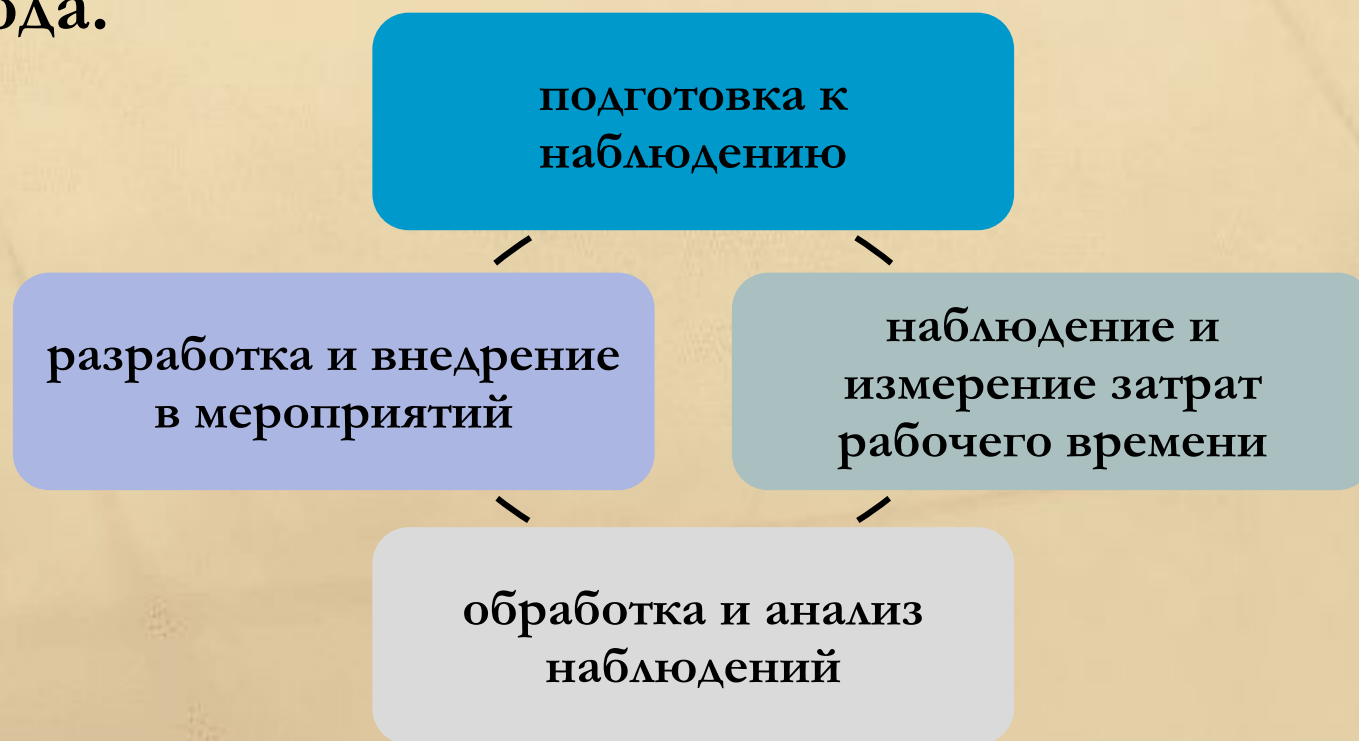 ода.
подготовка к
наблюдению
разработка и внедрение
в мероприятий
наблюдение и
измерение затрат
рабочего времени
обработка и анализ
наблюдений